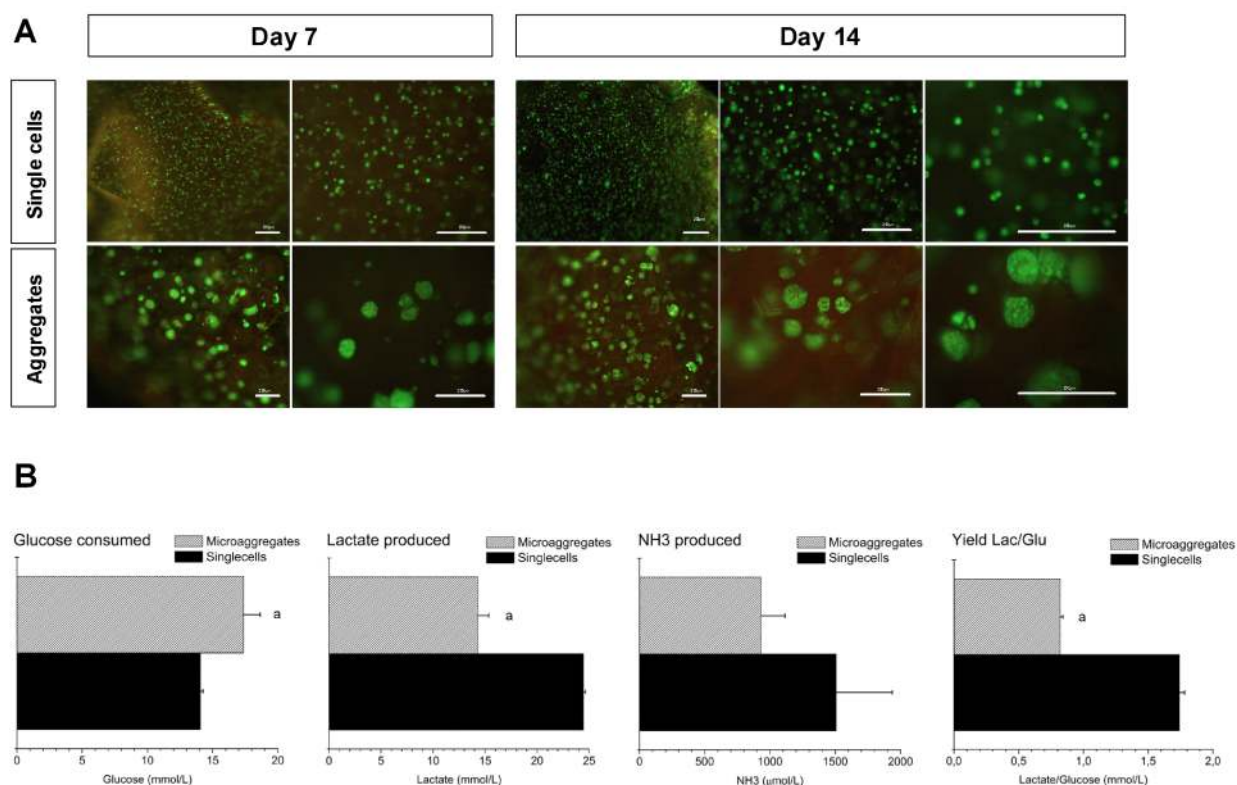 A
Day 7
Day 14
Single cells
Aggregates
B
Glucose consumed
Microaggregates
Singlecells
a
0 5 10 15 20
Glucose (mmol/L)
Lactate produced
Microaggregates
Singlecells
a
0 5 10 15 20 25
Lactate (mmol/L)
NH3 produced
Microaggregates
Singlecells
0 500 1000 1500 2000
NH3 (μmol/L)
Yield Lac/Glu
Microaggregates
Singlecells
a
0,0 0,5 1,0 1,5 2,0
Lactate/Glucose (mmol/L)